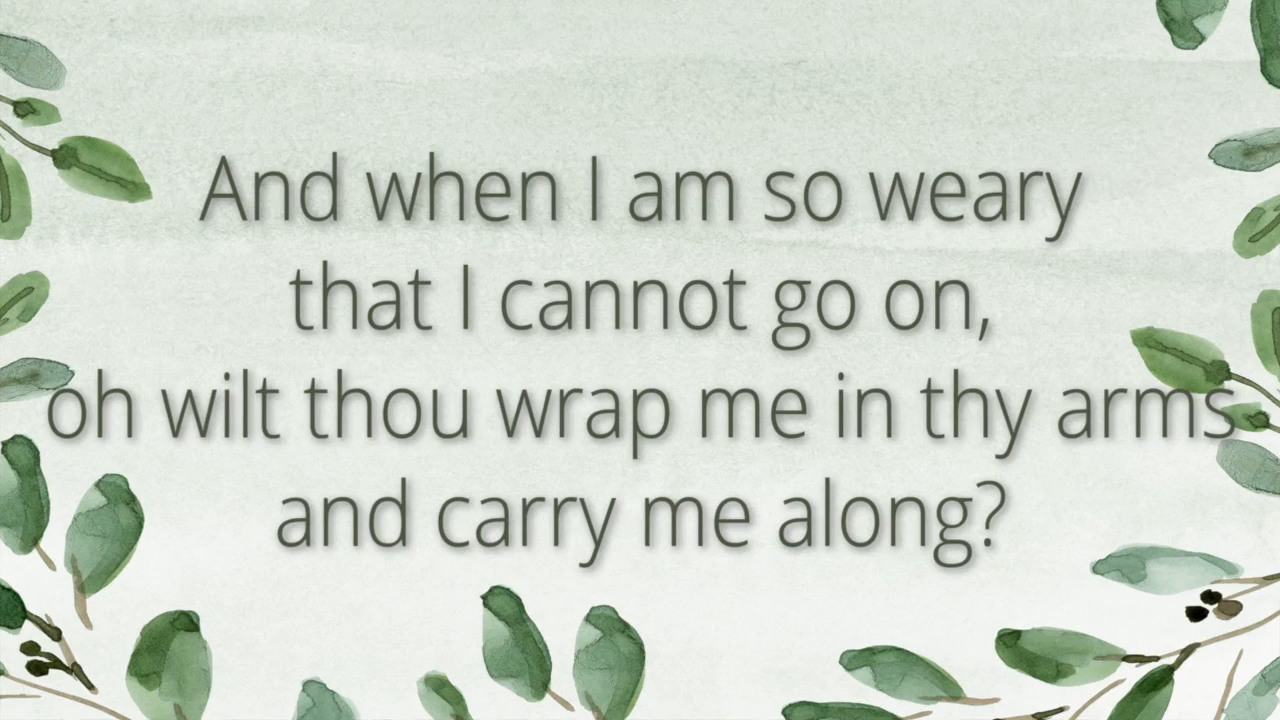 And when I am so weary
that I cannot go on,
oh wilt thou wrap me in thy arms
and carry me along?